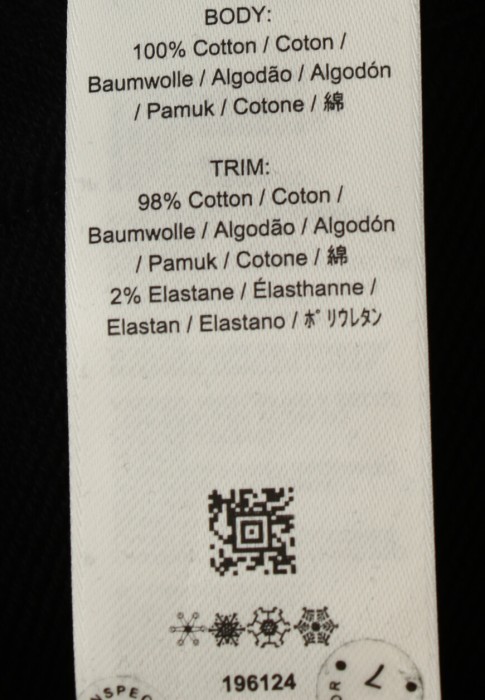 BODY:
100% Cotton / Coton /
Baumwolle / Algodão / Algodón
/ Pamuk / Cotone / 綿
TRIM:
98% Cotton / Coton /
Baumwolle / Algodão / Algodón
/ Pamuk / Cotone / 綿
2% Elastane / Élasthanne /
Elastan / Elastano / ポリウレタン
196124
7